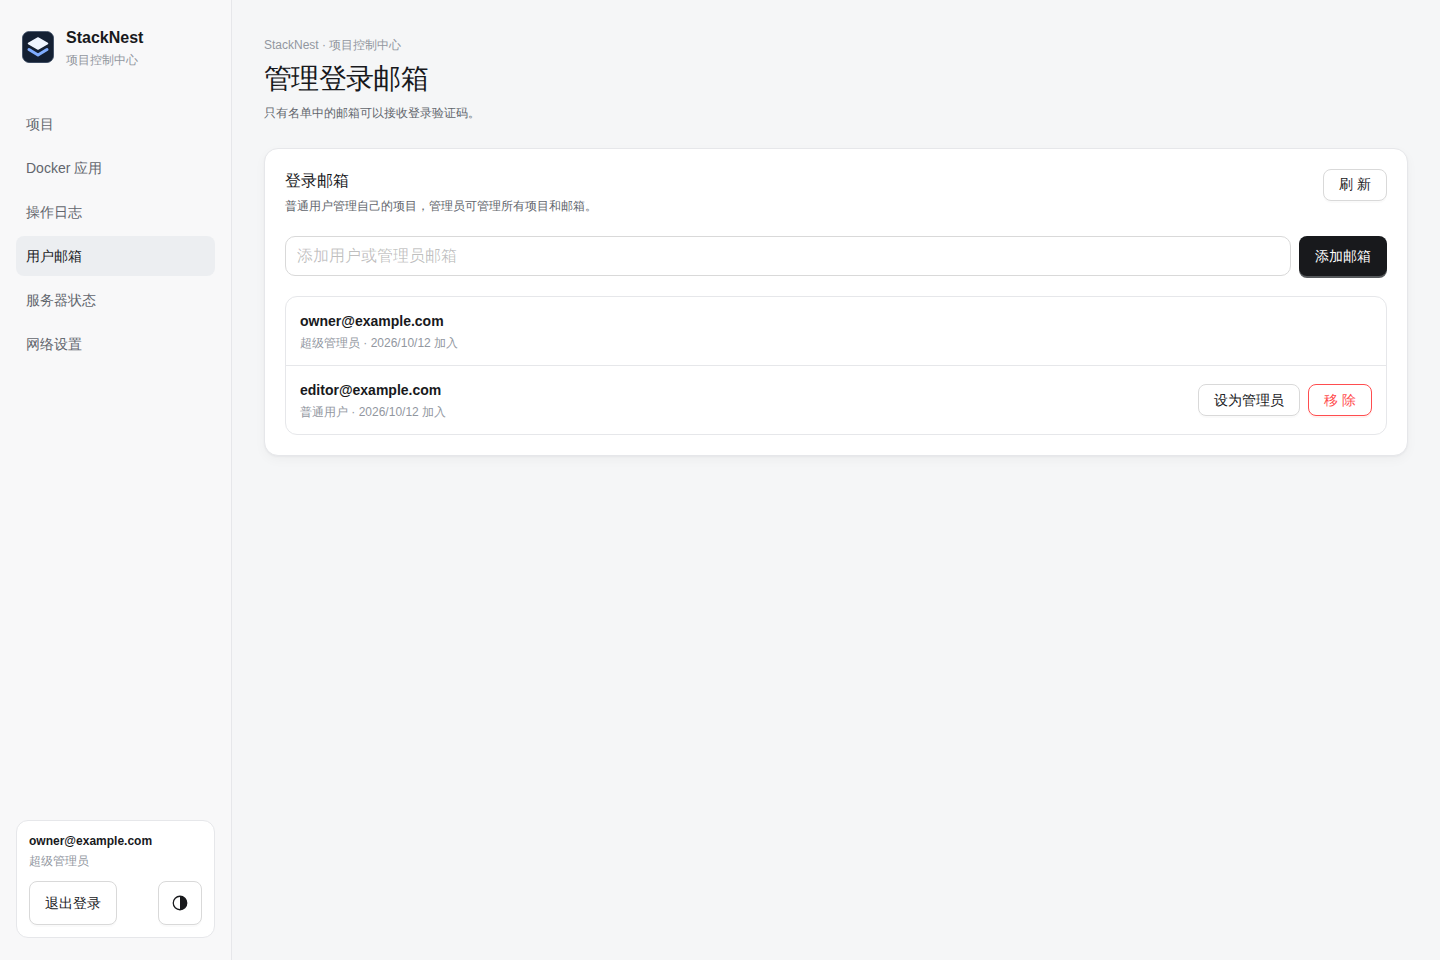 StackNest
项目控制中心
项目
Docker 应用
操作日志
用户邮箱
服务器状态
网络设置
owner@example.com
超级管理员
退出登录
StackNest · 项目控制中心
管理登录邮箱
只有名单中的邮箱可以接收登录验证码。
登录邮箱
普通用户管理自己的项目，管理员可管理所有项目和邮箱。
刷 新
添加用户或管理员邮箱
添加邮箱
owner@example.com
超级管理员 · 2026/10/12 加入
editor@example.com
普通用户 · 2026/10/12 加入
设为管理员
移 除